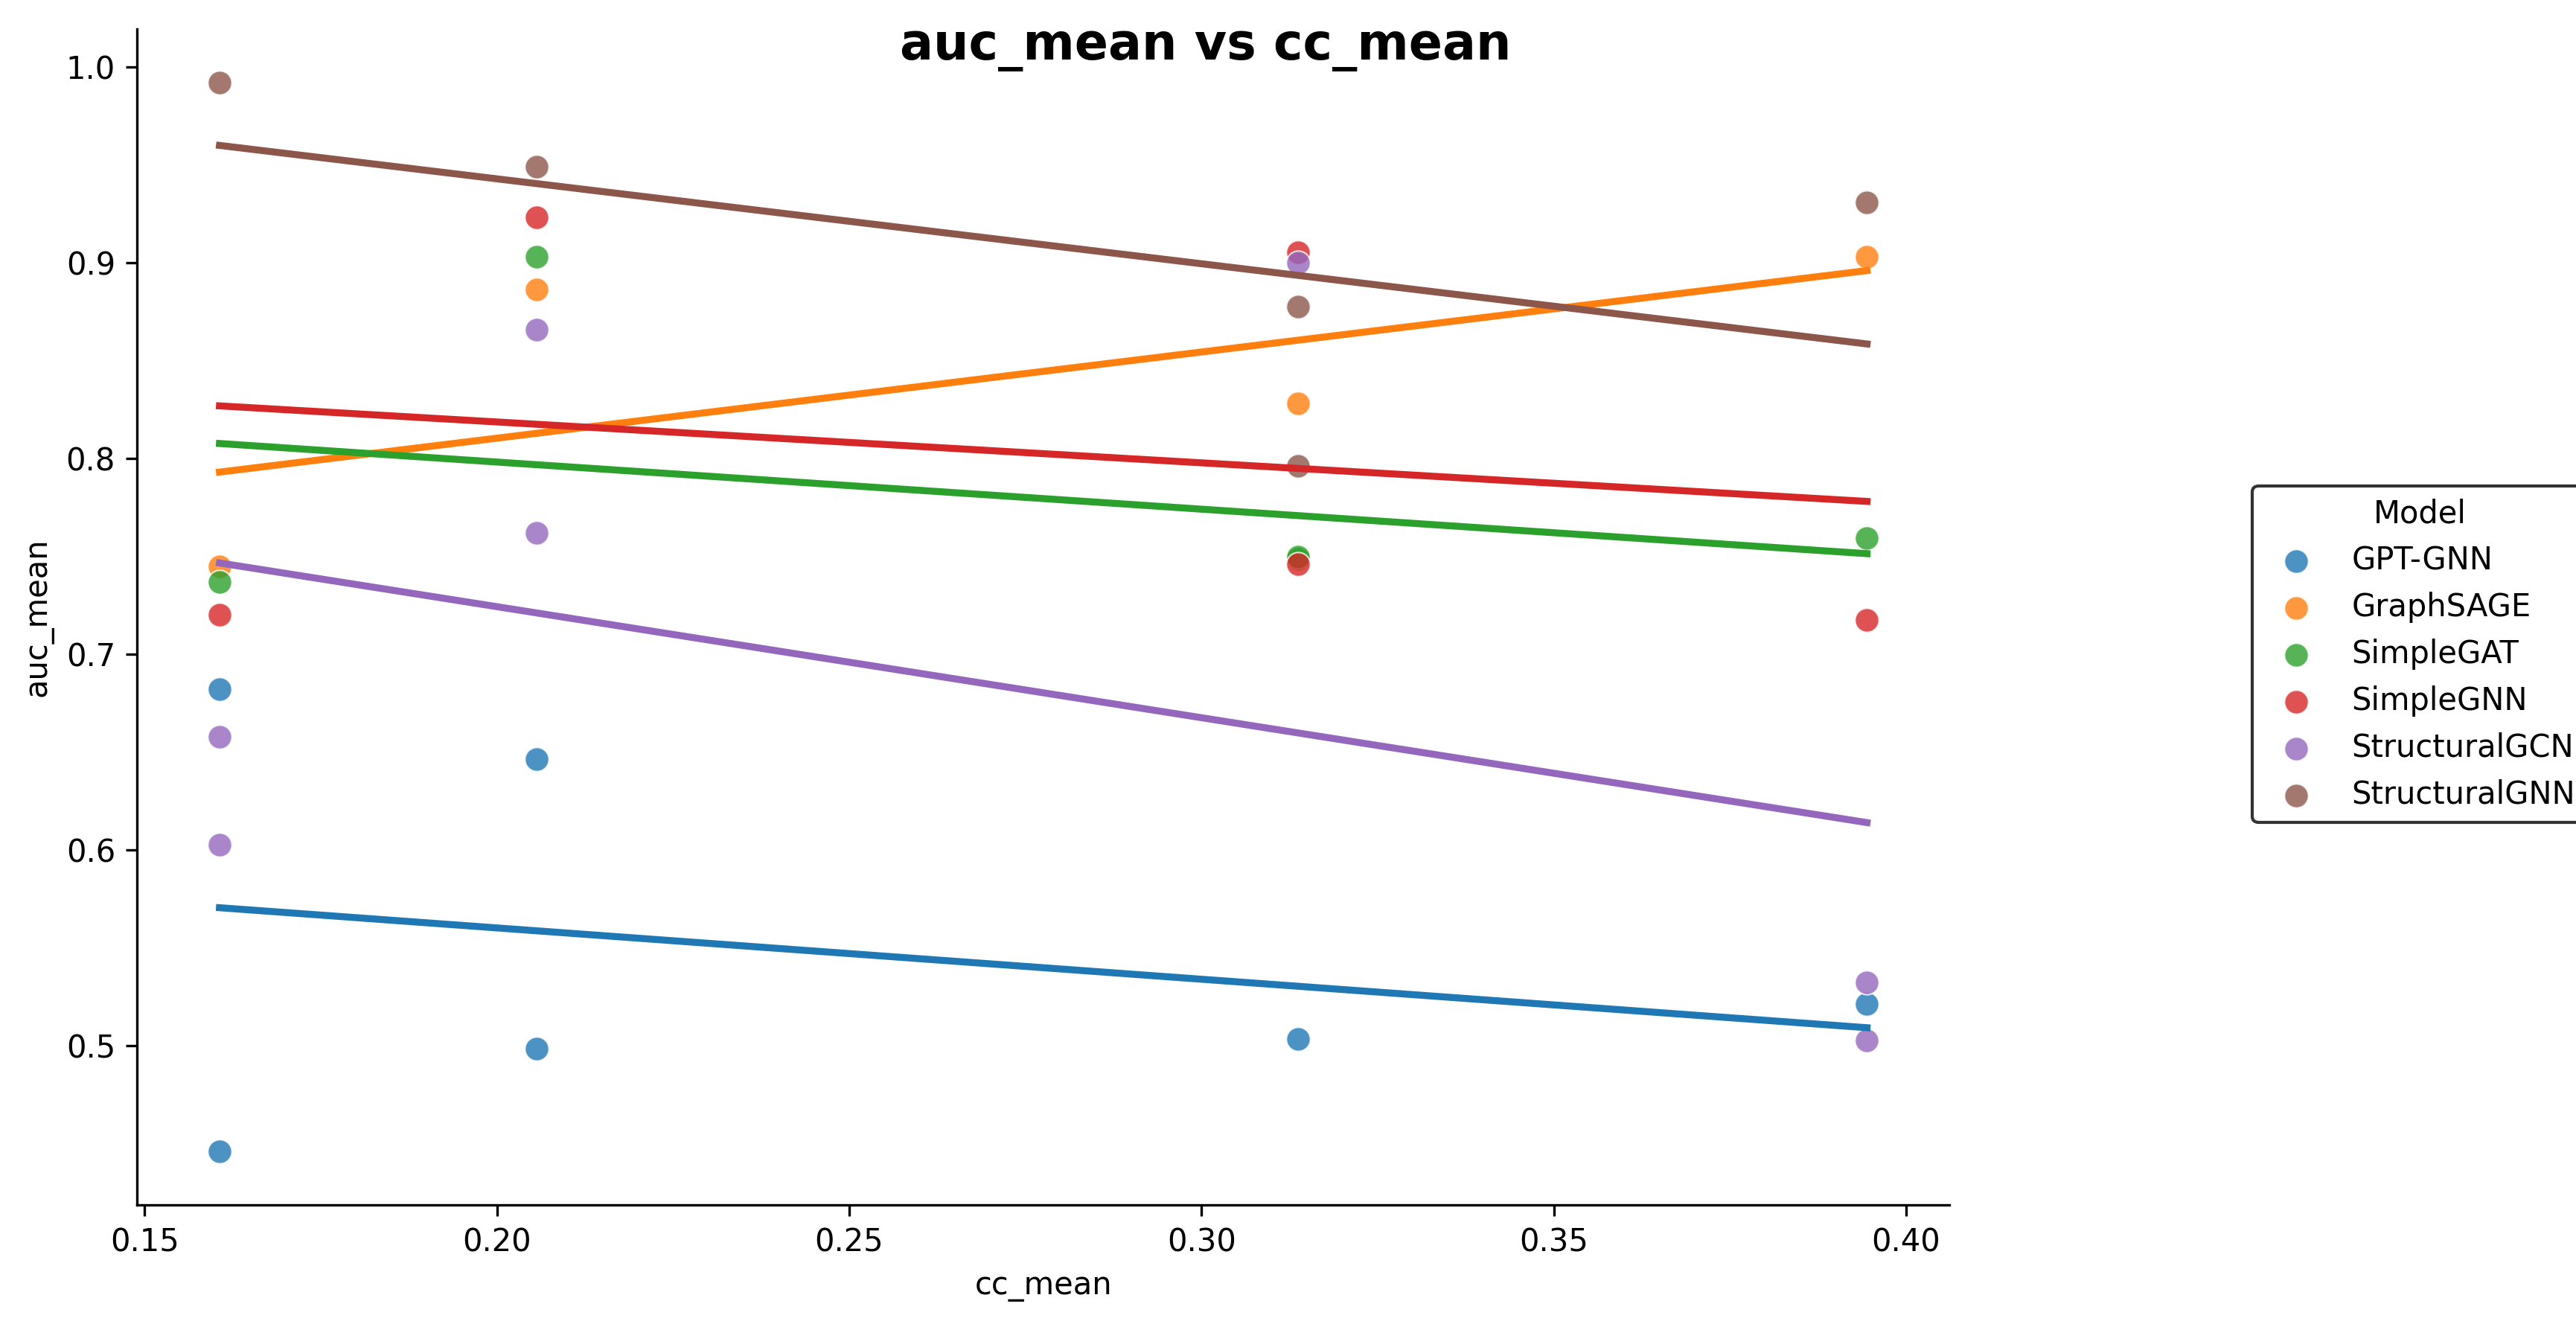 auc_mean vs cc_mean
1.0
0.9
0.8
0.7
0.6
0.5
auc_mean
0.15 0.20 0.25 0.30 0.35 0.40
cc_mean
Model
GPT-GNN
GraphSAGE
SimpleGAT
SimpleGNN
StructuralGCN
StructuralGNN